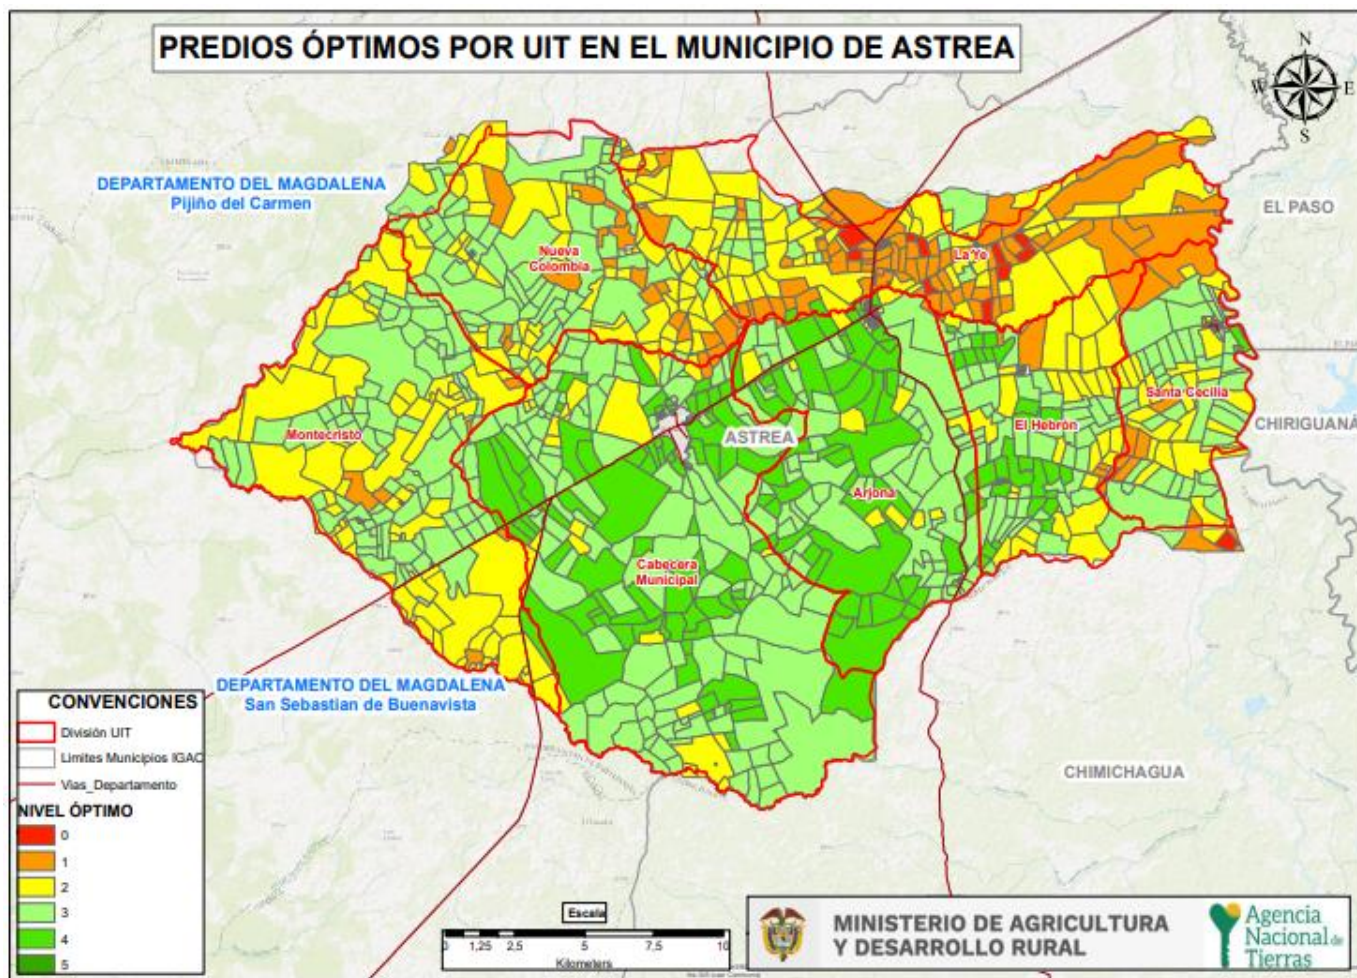 PREDIOS ÓPTIMOS POR UIT EN EL MUNICIPIO DE ASTREA
N
W E
S
DEPARTAMENTO DEL MAGDALENA
Pijiño del Carmen
EL PASO
Nueva
Colombia
La Ye
Santa Cecilia
CHIRIGUANÁ
Montecristo
ASTREA
El Hebrón
Arjona
Cabecera
Municipal
DEPARTAMENTO DEL MAGDALENA
San Sebastian de Buenavista
CHIMICHAGUA
CONVENCIONES
División UIT
Limites Municipios IGAC
Vias_Departamento
NIVEL ÓPTIMO
0
1
2
3
4
5
Escala
0 1,25 2,5 5 7,5 10
Kilometers
MINISTERIO DE AGRICULTURA
Y DESARROLLO RURAL
Agencia
Nacional de
Tierras